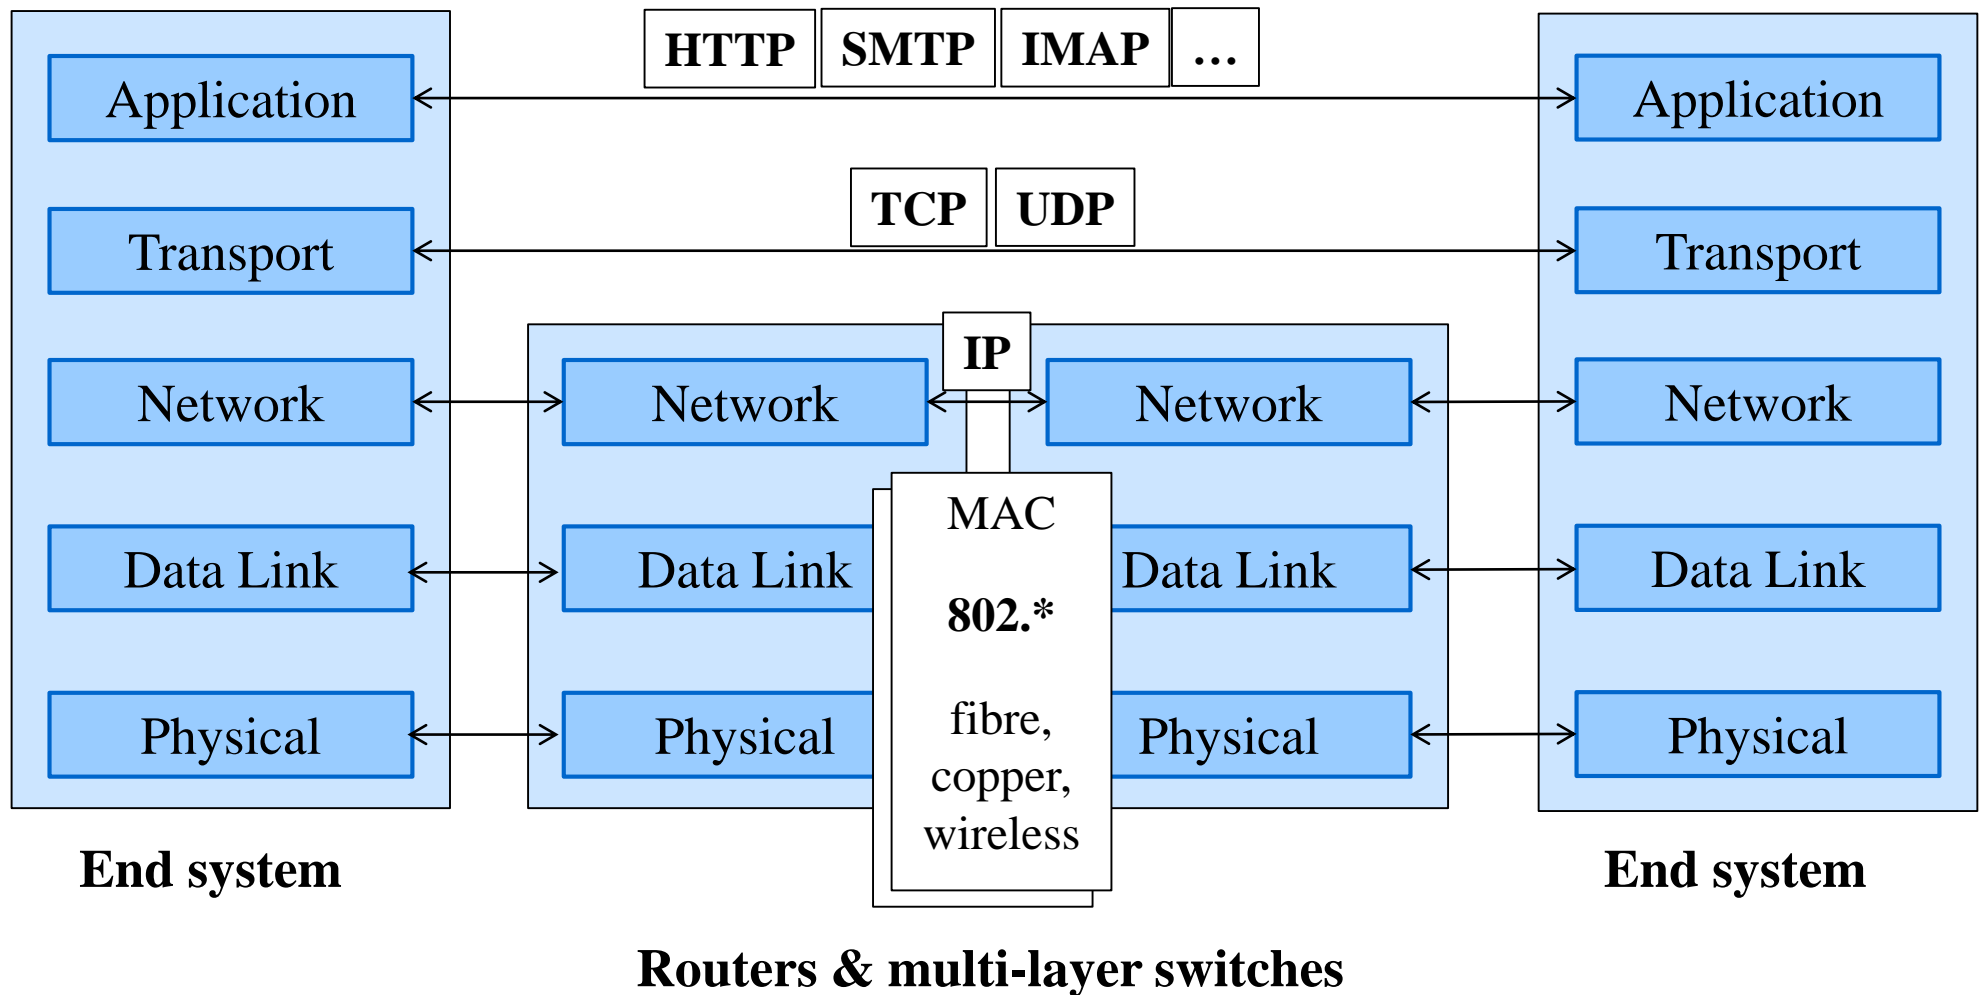 HTTP SMTP IMAP …
Application Application
TCP UDP
Transport Transport
IP
Network Network Network Network
MAC
Data Link Data Link Data Link Data Link
802.*
fibre,
Physical Physical Physical Physical
copper,
wireless
End system End system
Routers & multi-layer switches